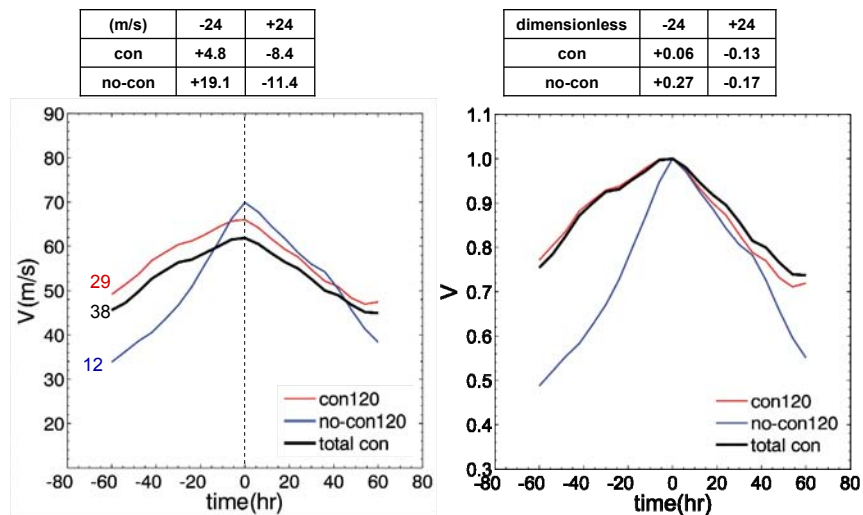 (m/s) -24 +24
con +4.8 -8.4
no-con +19.1 -11.4
dimensionless -24 +24
con +0.06 -0.13
no-con +0.27 -0.17
90
80
70
60
50
40
30
20
10
V(m/s)
29
38
12
con120
no-con120
total con
-80 -60 -40 -20 0 20 40 60 80
time(hr)
1.1
1.0
0.9
0.8
0.7
0.6
0.5
0.4
0.3
V
con120
no-con120
total con
-80 -60 -40 -20 0 20 40 60 80
time(hr)